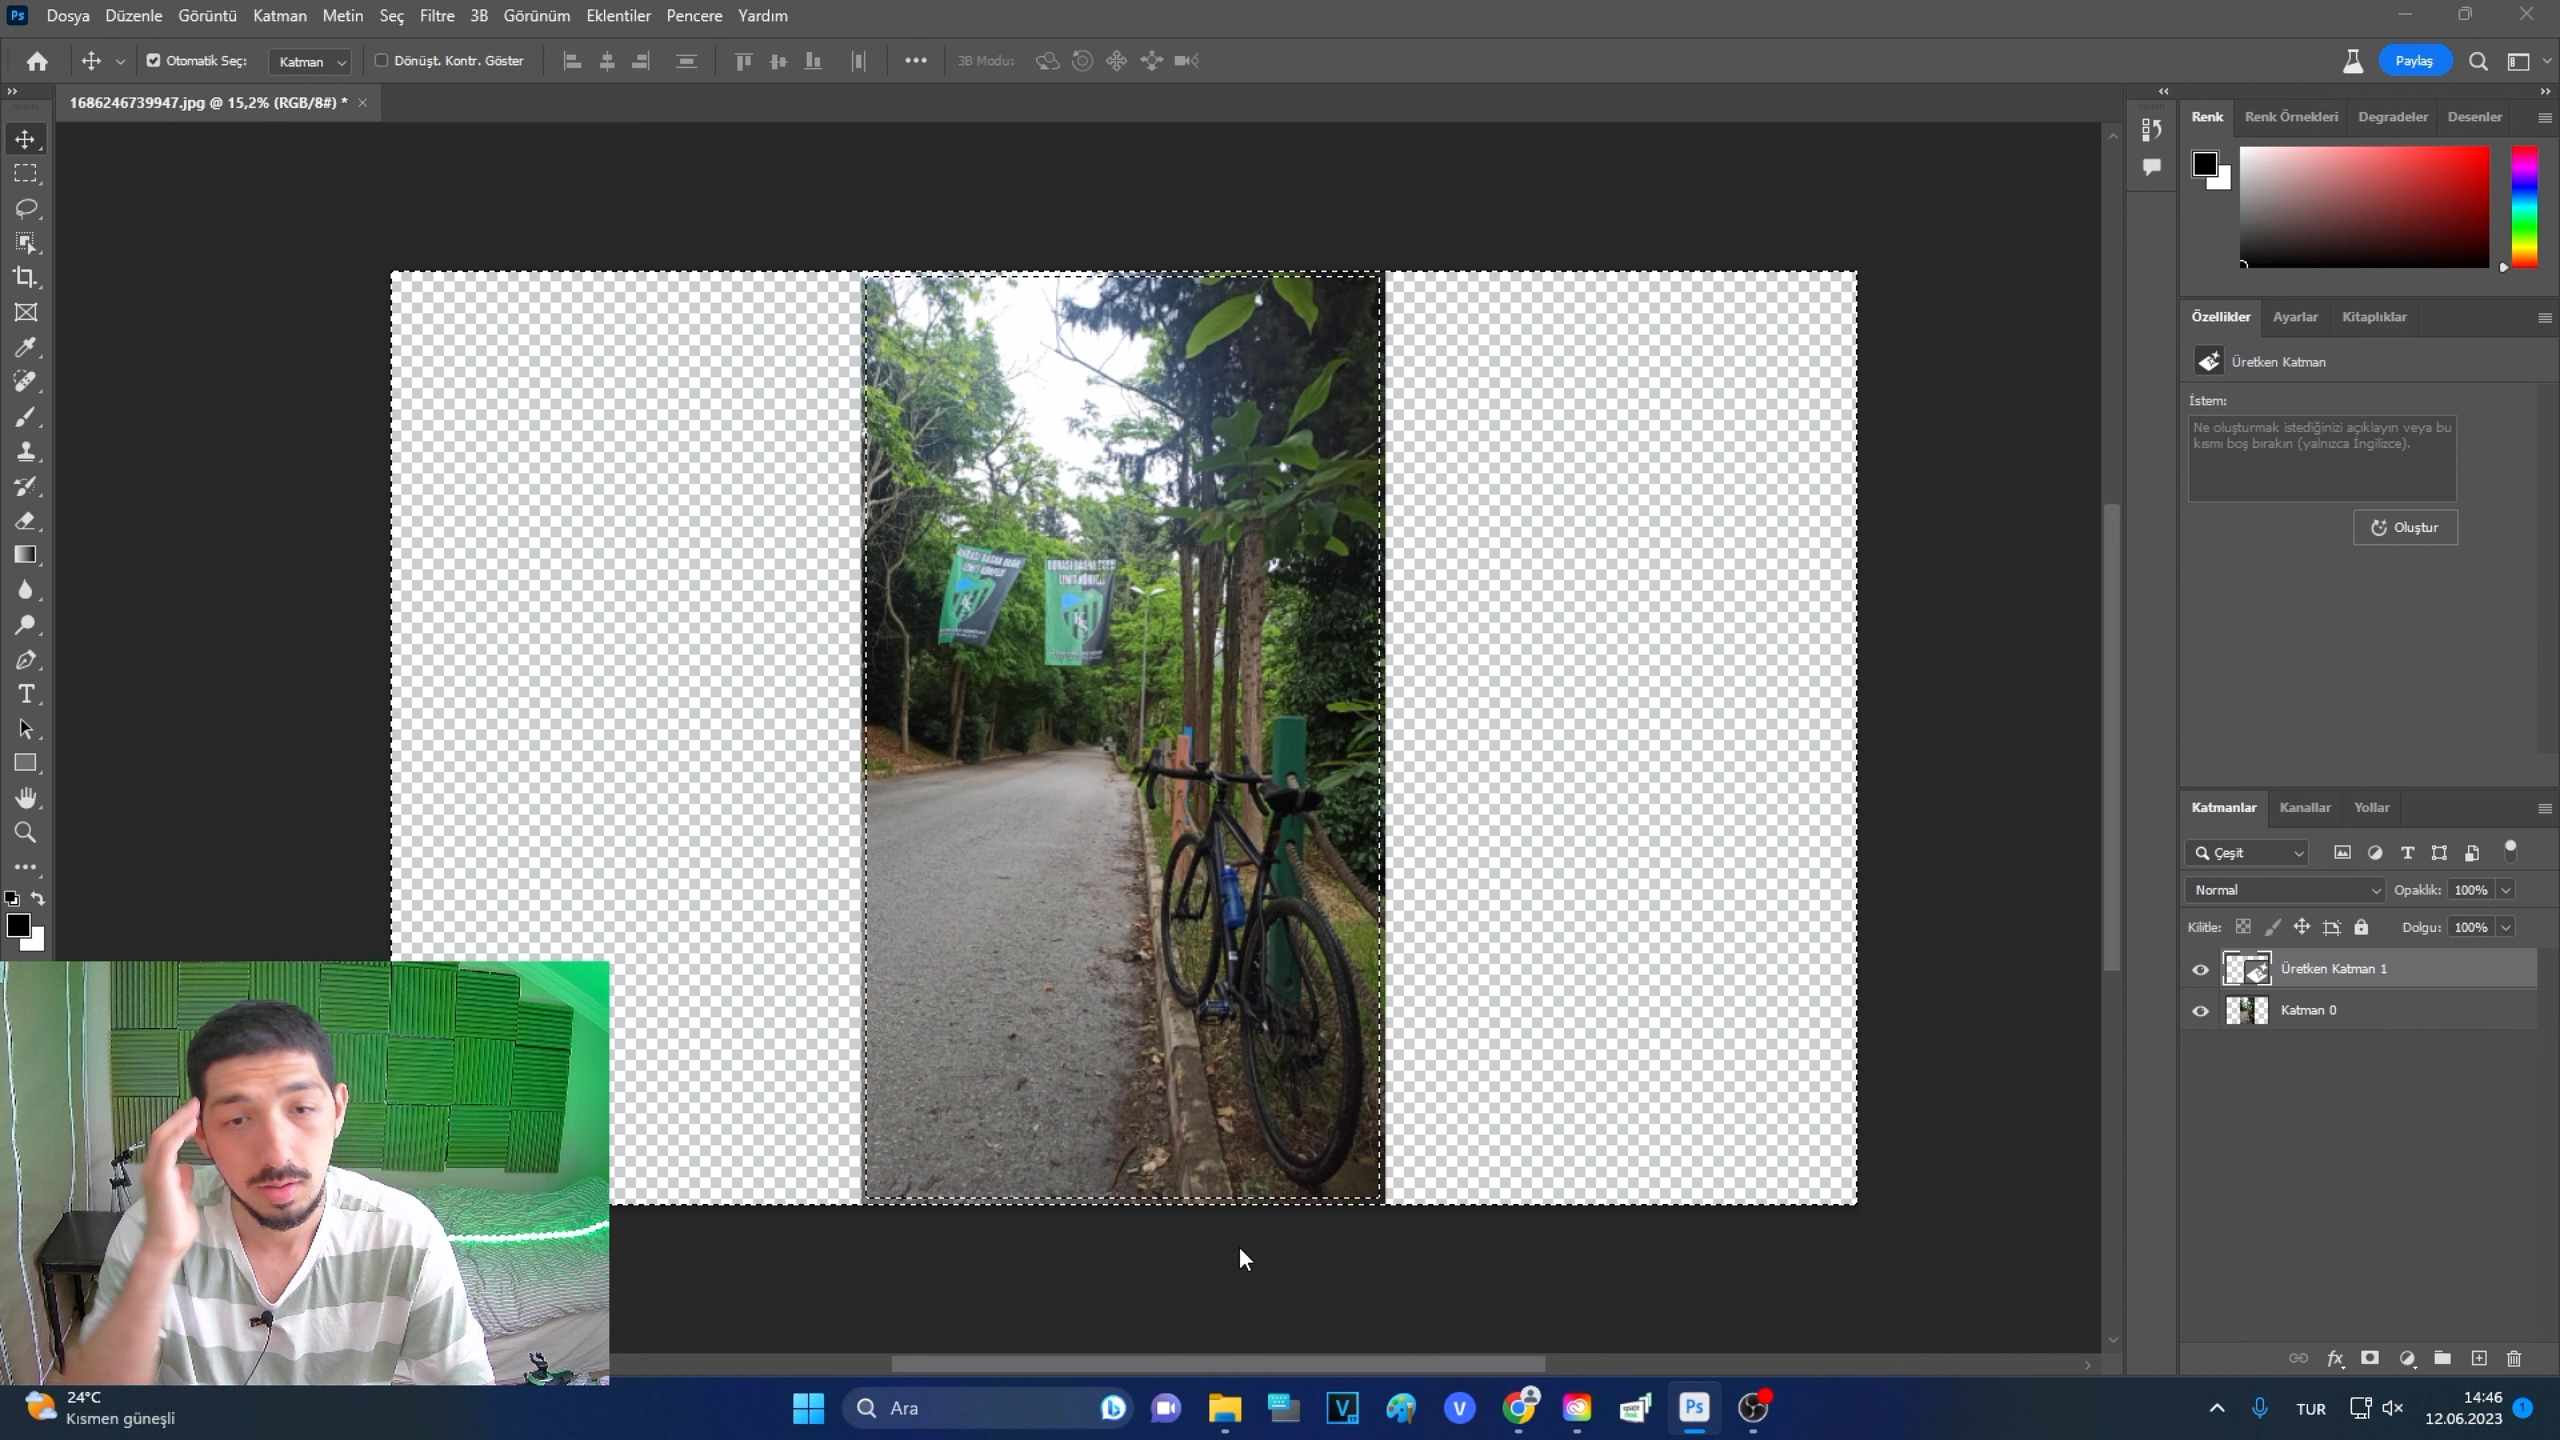 Ps Dosya Düzenle Görüntü Katman Metin Seç Filtre 3B Görünüm Eklentiler Pencere Yardım
Otomatik Seç: Katman Dönüşt. Kontr. Göster 3B Modu: Paylaş
1686246739947.jpg @ 15,2% (RGB/8#) *
Renk Renk Örnekleri Degradeler Desenler
Özellikler Ayarlar Kitaplıklar
Üretken Katman
İstem:
Ne oluşturmak istediğinizi açıklayın veya bu
kısmı boş bırakın (yalnızca İngilizce).
Oluştur
İZMİT KÖRFEZİ
Katmanlar Kanallar Yollar
Çeşit
Normal Opaklık: 100%
Kilitle: Dolgu: 100%
Üretken Katman 1
Katman 0
24°C
Kısmen güneşli
Ara
Ps
TUR
14:46
12.06.2023
1